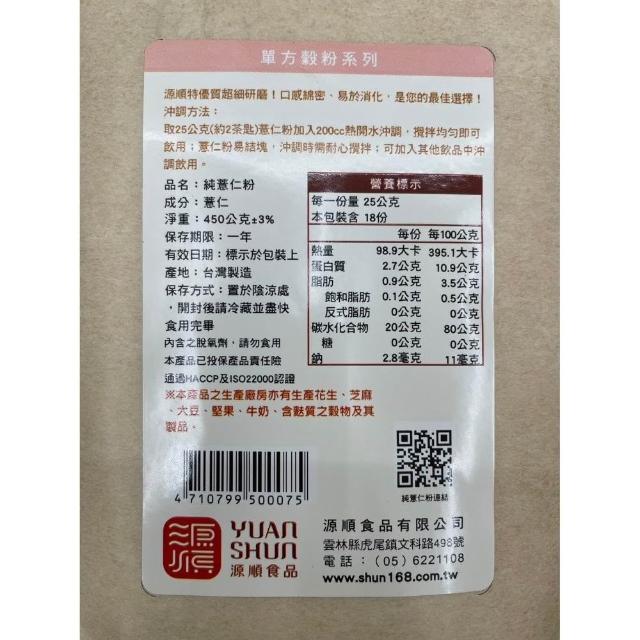 單方穀粉系列
源順特優質超細研磨！口感綿密、易於消化，是您的最佳選擇！
沖調方法：
取25公克(約2茶匙)薏仁粉加入200cc熱開水沖調，攪拌均勻即可
飲用；薏仁粉易結塊，沖調時需耐心攪拌；可加入其他飲品中沖
調飲用。
品名：純薏仁粉
成分：薏仁
淨重：450公克±3%
保存期限：一年
有效日期：標示於包裝上
產地：台灣製造
保存方式：置於陰涼處
，開封後請冷藏並盡快
食用完畢
內含之脫氧劑，請勿食用
本產品已投保產品責任險
通過HACCP及ISO22000認證
營養標示
每一份量 25公克
本包裝含 18份
每份 每100公克
熱量 98.9大卡 395.1大卡
蛋白質 2.7公克 10.9公克
脂肪 0.9公克 3.5公克
飽和脂肪 0.1公克 0.5公克
反式脂肪 0公克 0公克
碳水化合物 20公克 80公克
糖 0公克 0公克
鈉 2.8毫克 11毫克
※本產品之生產廠房亦有生產花生、芝麻
、大豆、堅果、牛奶、含麩質之穀物及其
製品。
4 710799 500075
純薏仁粉連結
源順
YUAN
SHUN
源順食品
源順食品有限公司
雲林縣虎尾鎮文科路498號
電話：(05) 6221108
www.shun168.com.tw